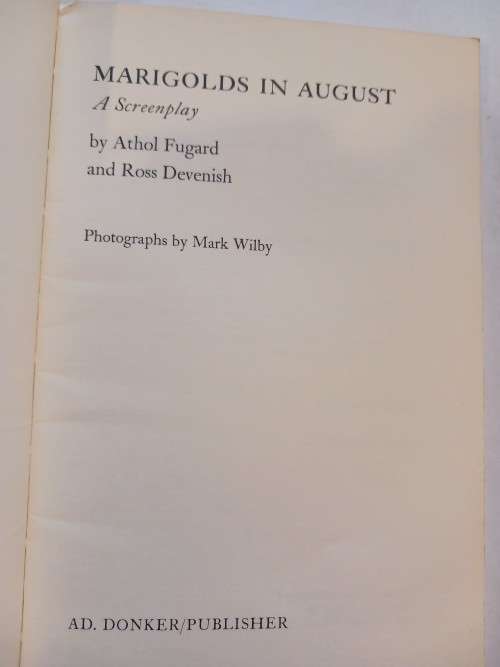 MARIGOLDS IN AUGUST
A Screenplay
by Athol Fugard
and Ross Devenish
Photographs by Mark Wilby
AD. DONKER/PUBLISHER